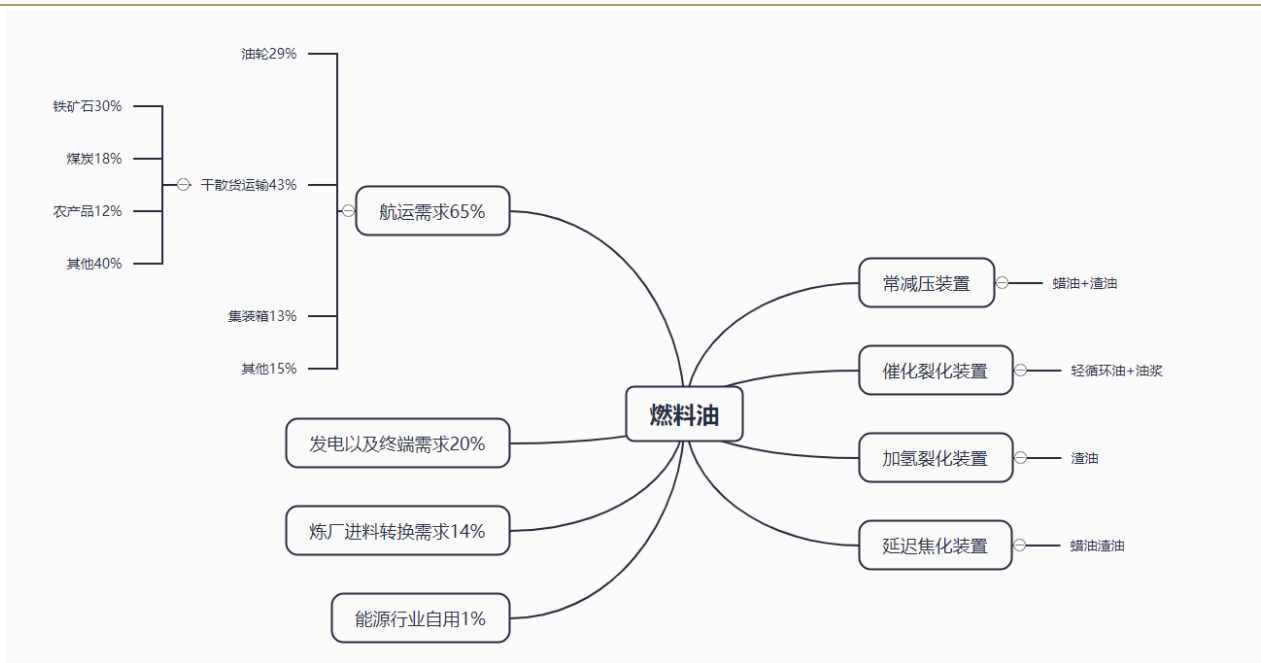 油轮29%
铁矿石30%
煤炭18%
干散货运输43%
农产品12%
其他40%
集装箱13%
其他15%
航运需求65%
发电以及终端需求20%
炼厂进料转换需求14%
能源行业自用1%
燃料油
常减压装置
蜡油+渣油
催化裂化装置
轻循环油+油浆
加氢裂化装置
渣油
延迟焦化装置
蜡油渣油